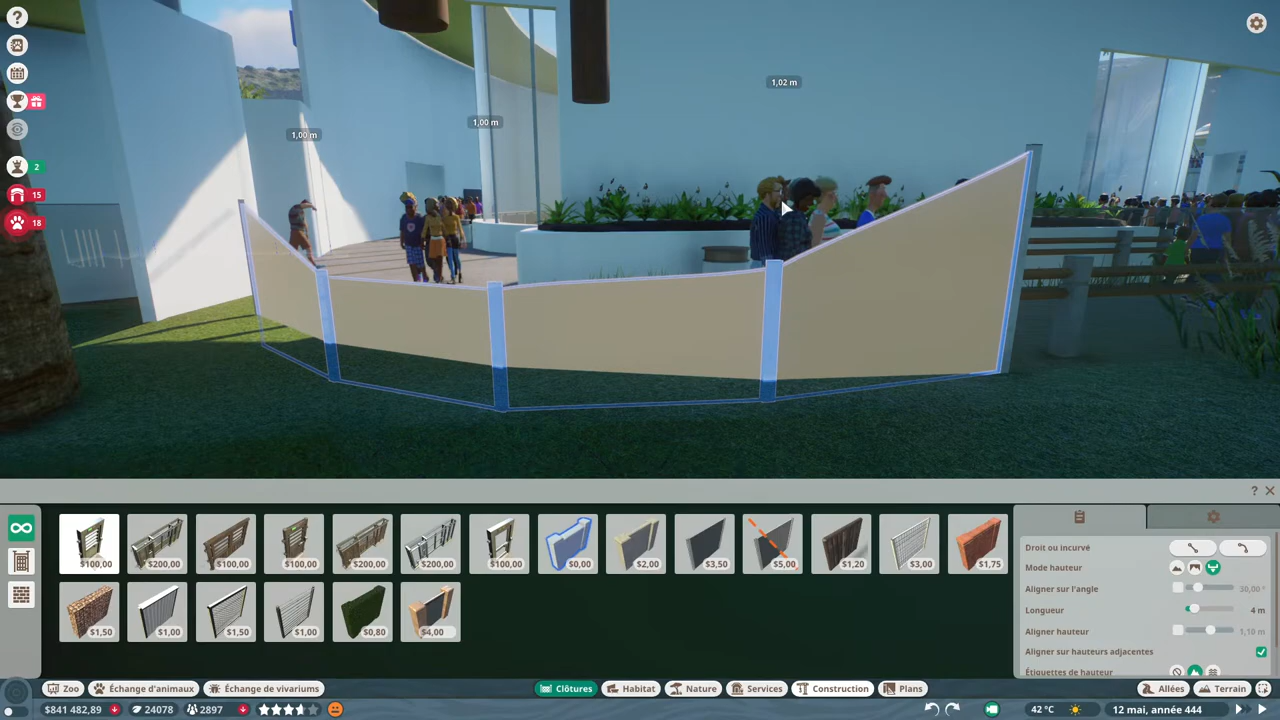 ?
1,02 m
1,00 m
1,00 m
2
15
18
?
$100,00
$200,00
$100,00
$100,00
$200,00
$200,00
$100,00
$0,00
$2,00
$3,50
$5,00
$1,20
$3,00
$1,75
$1,50
$1,00
$1,50
$1,00
$0,80
$4,00
Droit ou incurvé
Mode hauteur
Aligner sur l'angle 30,00 °
Longueur 4 m
Aligner hauteur 1,10 m
Aligner sur hauteurs adjacentes
Étiquettes de hauteur
Zoo
Échange d'animaux
Échange de vivariums
Clôtures
Habitat
Nature
Services
Construction
Plans
Allées
Terrain
$841 482,89
24078
2897
42 °C
12 mai, année 444